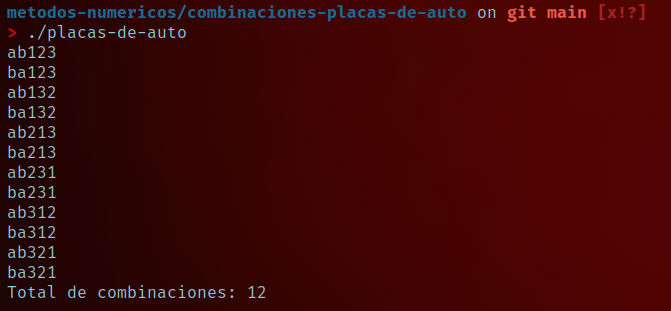 metodos-numericos/combinaciones-placas-de-auto on git main [x!?]
> ./placas-de-auto
ab123
ba123
ab132
ba132
ab213
ba213
ab231
ba231
ab312
ba312
ab321
ba321
Total de combinaciones: 12